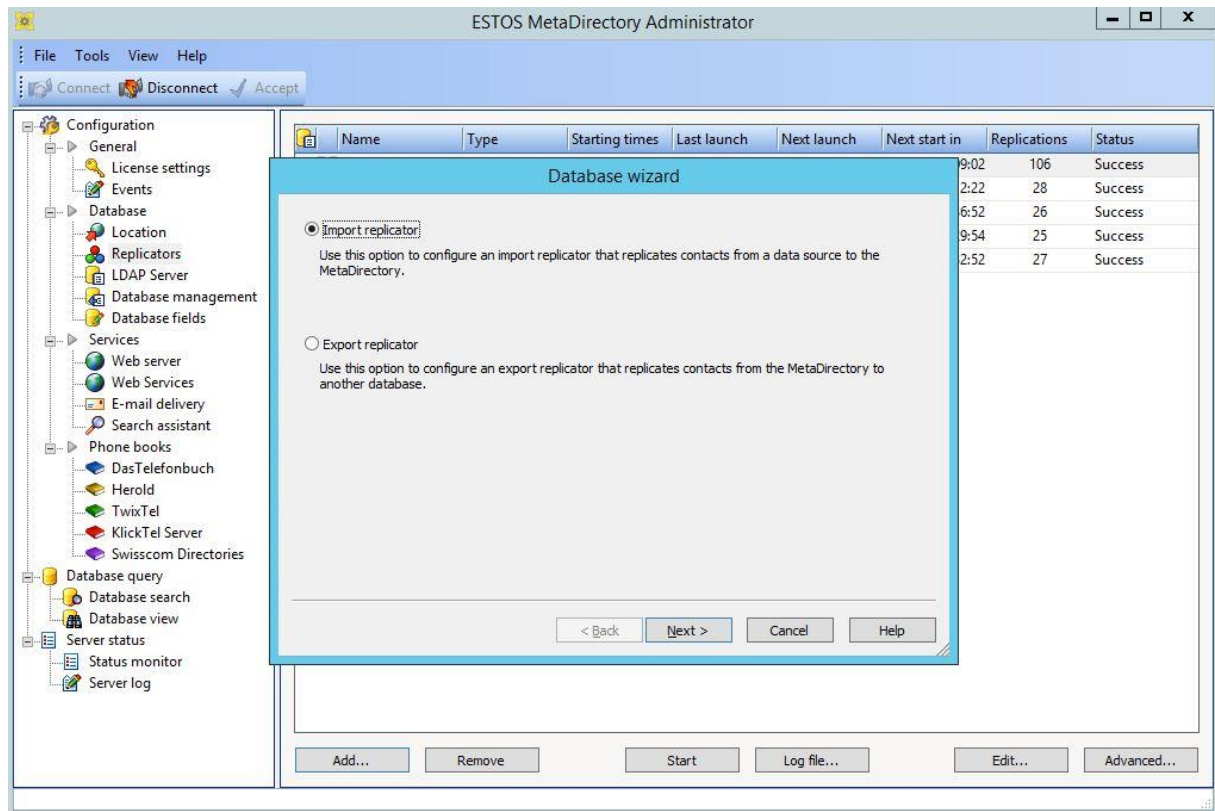 ESTOS MetaDirectory Administrator
File Tools View Help
Connect Disconnect Accept
Configuration
General
License settings
Events
Database
Location
Replicators
LDAP Server
Database management
Database fields
Services
Web server
Web Services
E-mail delivery
Search assistant
Phone books
DasTelefonbuch
Herold
TwixTel
KlickTel Server
Swisscom Directories
Database query
Database search
Database view
Server status
Status monitor
Server log
Name Type Starting times Last launch Next launch Next start in Replications Status
9:02 106 Success
2:22 28 Success
6:52 26 Success
9:54 25 Success
2:52 27 Success
Database wizard
Import replicator
Use this option to configure an import replicator that replicates contacts from a data source to the
MetaDirectory.
Export replicator
Use this option to configure an export replicator that replicates contacts from the MetaDirectory to
another database.
< Back Next > Cancel Help
Add... Remove Start Log file... Edit... Advanced...